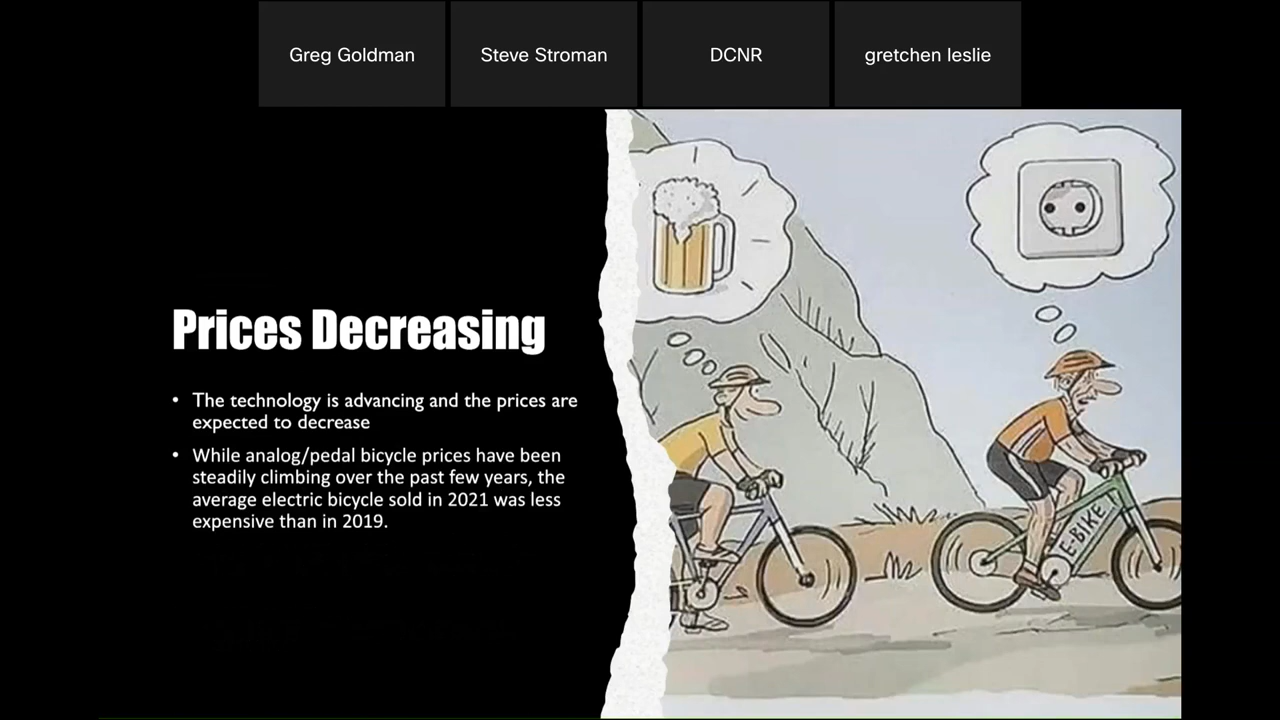 Greg Goldman
Steve Stroman
DCNR
gretchen leslie
Prices Decreasing
• The technology is advancing and the prices are
expected to decrease
• While analog/pedal bicycle prices have been
steadily climbing over the past few years, the
average electric bicycle sold in 2021 was less
expensive than in 2019.
E-BIKE